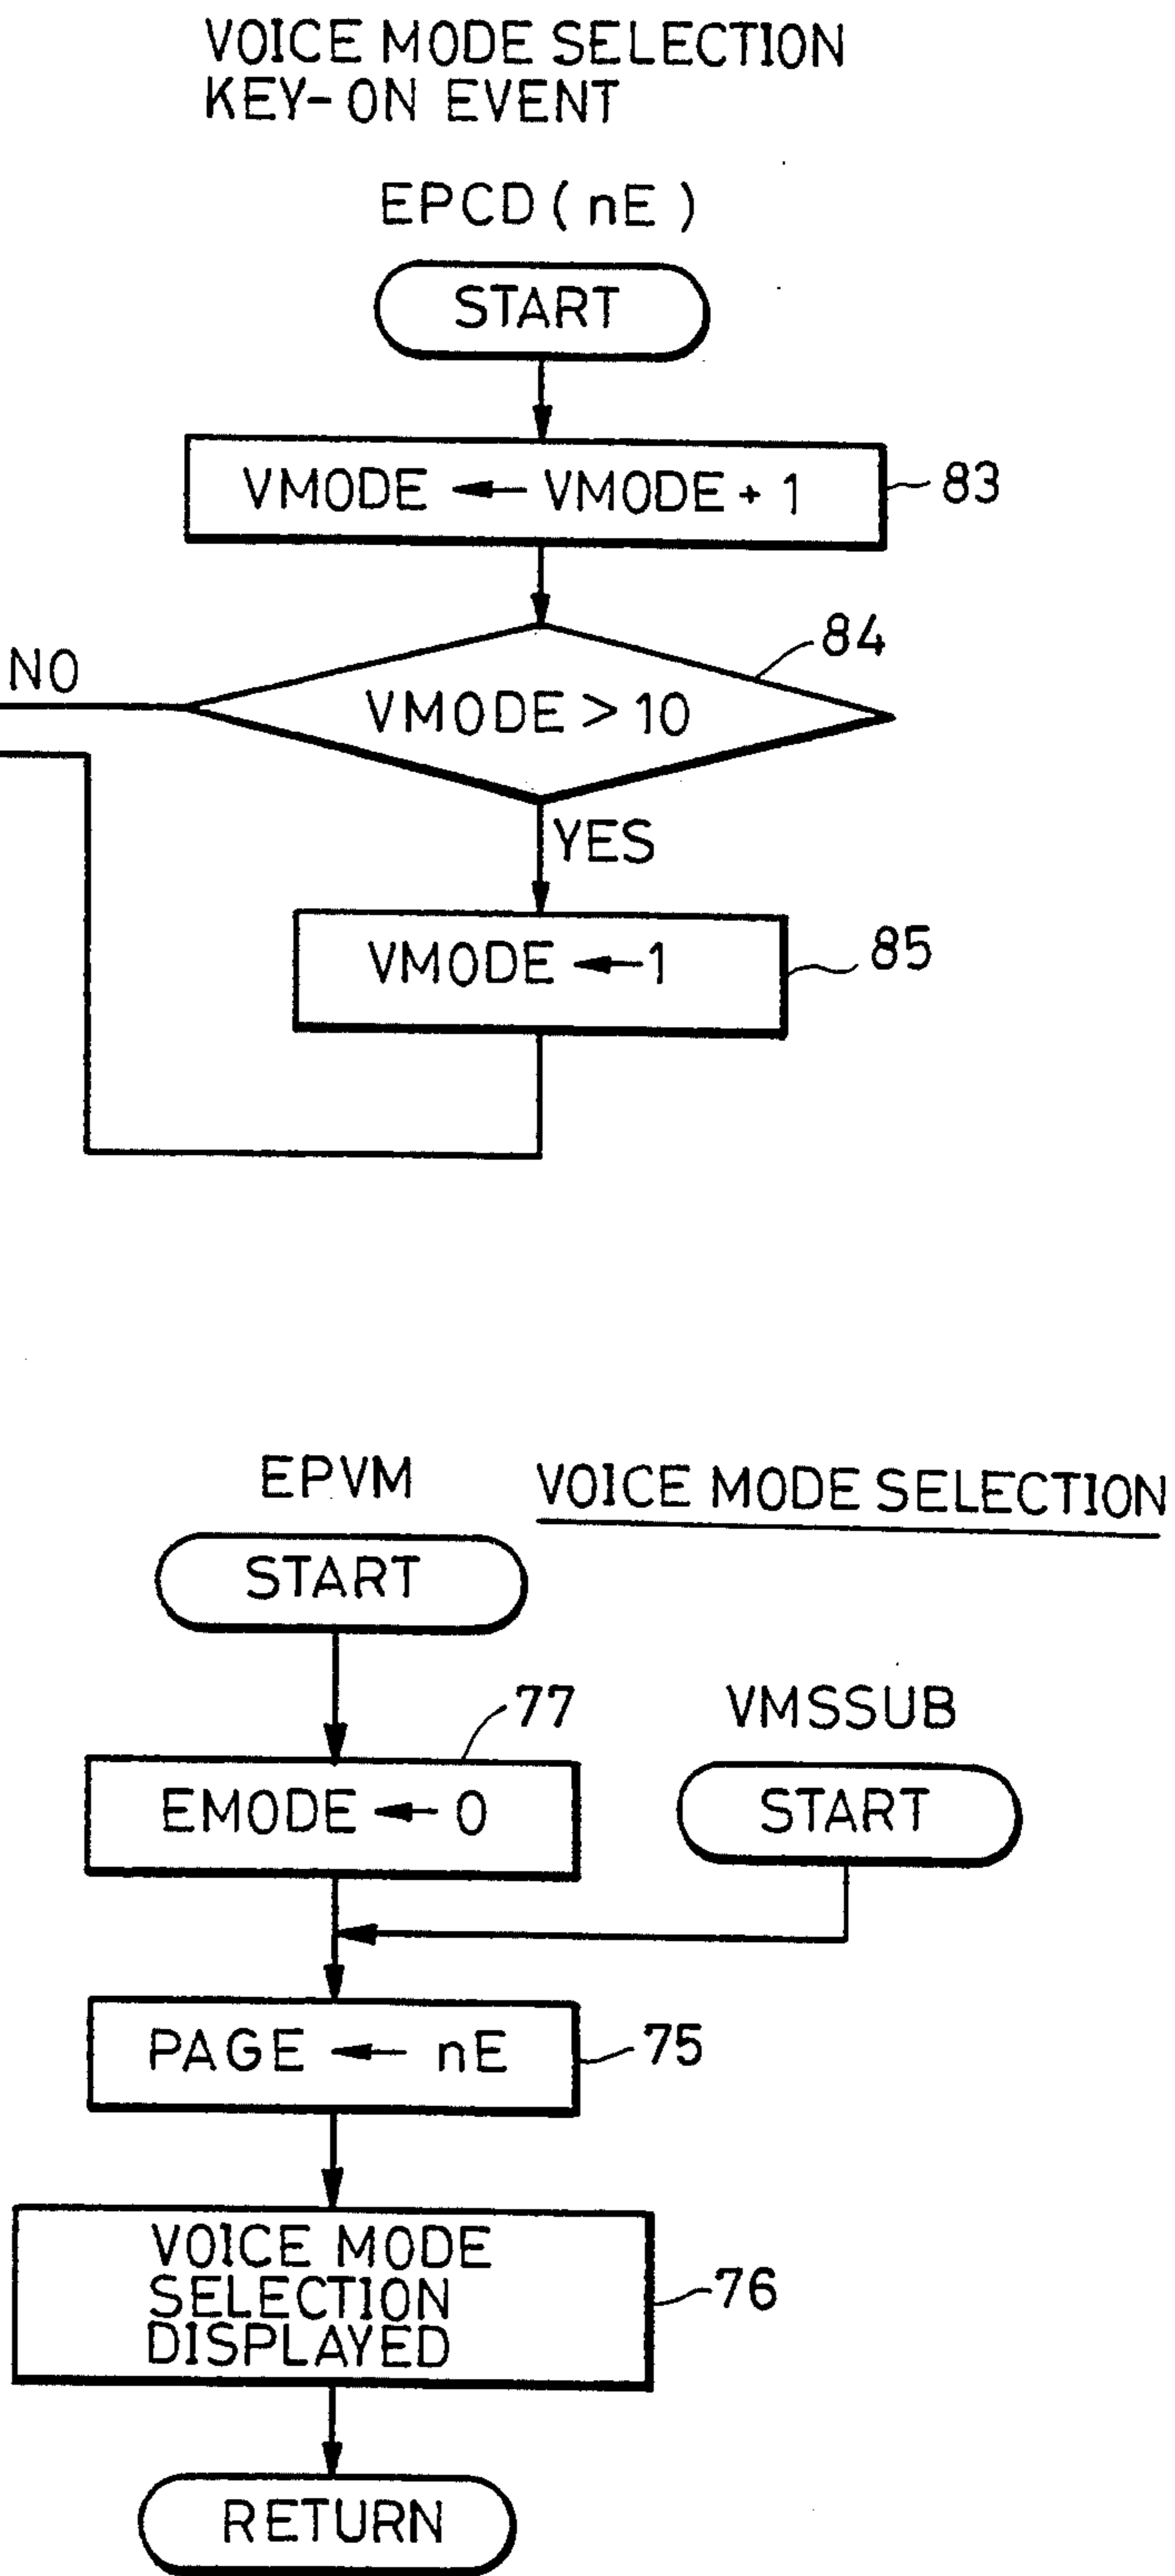 VOICE MODE SELECTION
KEY-ON EVENT
EPCD (nE)
START
VMODE ← VMODE + 1
83
84
NO
VMODE > 10
YES
VMODE ← 1
85
EPVM
VOICE MODE SELECTION
START
77
VMSSUB
EMODE ← 0
START
PAGE ← nE
75
VOICE MODE
SELECTION
DISPLAYED
76
RETURN